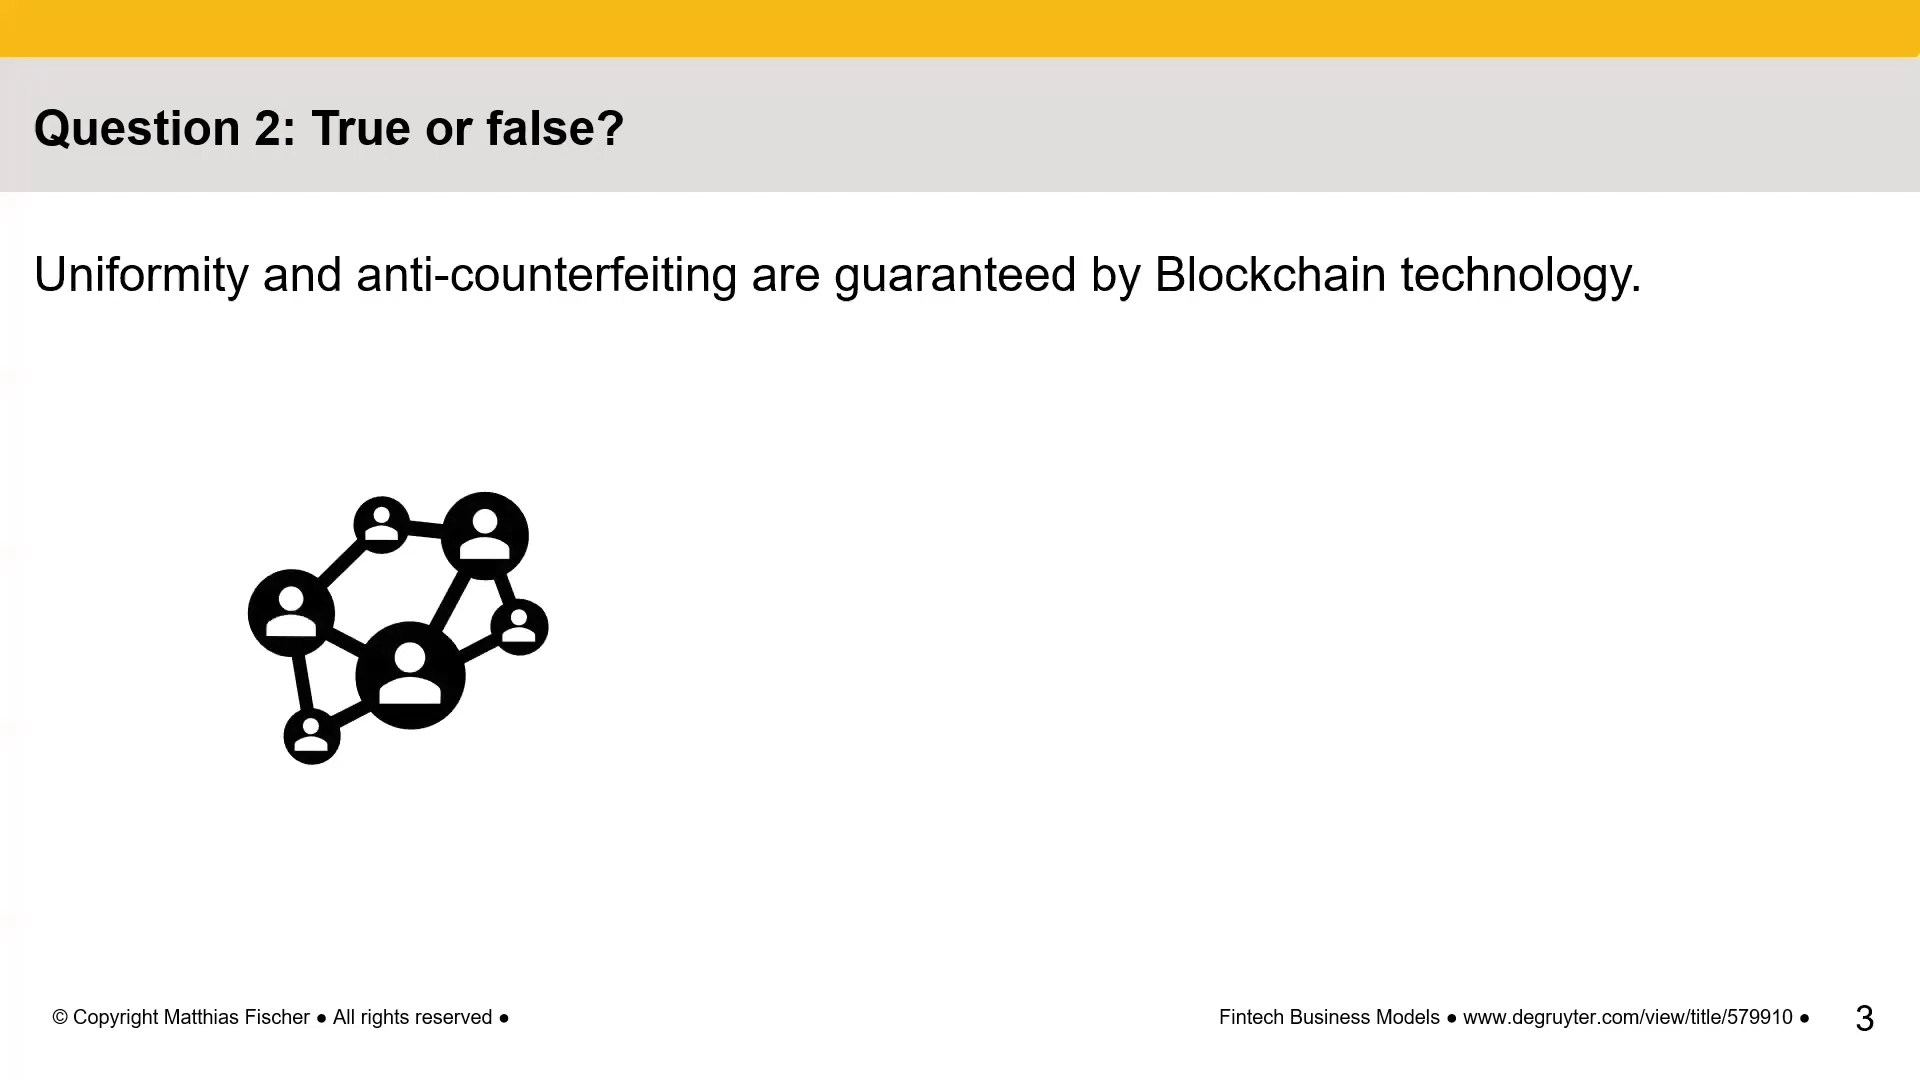 Question 2: True or false?
Uniformity and anti-counterfeiting are guaranteed by Blockchain technology.
© Copyright Matthias Fischer ● All rights reserved ●
Fintech Business Models ● www.degruyter.com/view/title/579910 ●
3